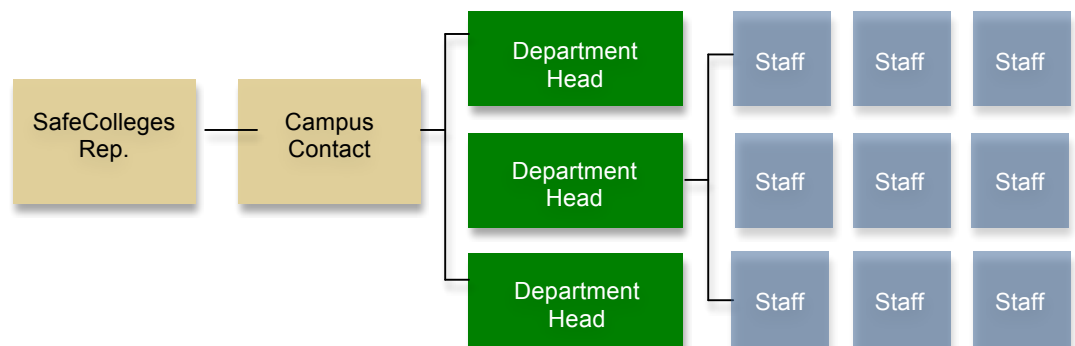 SafeColleges
Rep.
Campus
Contact
Department
Head
Department
Head
Department
Head
Staff
Staff
Staff
Staff
Staff
Staff
Staff
Staff
Staff